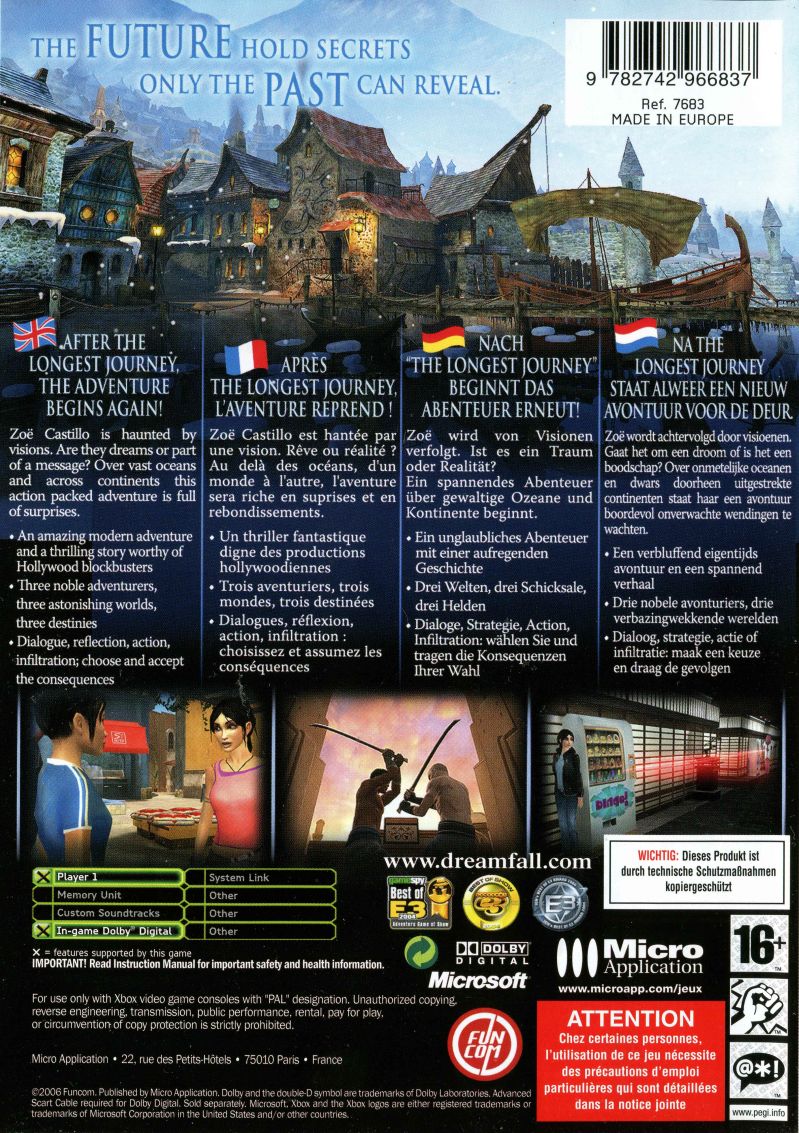 THE FUTURE HOLD SECRETS
ONLY THE PAST CAN REVEAL.
9 782742 966837
Ref. 7683
MADE IN EUROPE
AFTER THE
LONGEST JOURNEY,
THE ADVENTURE
BEGINS AGAIN!
Zoë Castillo is haunted by
visions. Are they dreams or part
of a message? Over vast oceans
and across continents this
action packed adventure is full
of surprises.
• An amazing modern adventure
and a thrilling story worthy of
Hollywood blockbusters
• Three noble adventurers,
three astonishing worlds,
three destinies
• Dialogue, reflection, action,
infiltration; choose and accept
the consequences
APRÈS
THE LONGEST JOURNEY,
L'AVENTURE REPREND !
Zoë Castillo est hantée par
une vision. Rêve ou réalité ?
Au delà des océans, d'un
monde à l'autre, l'aventure
sera riche en suprises et en
rebondissements.
• Un thriller fantastique
digne des productions
hollywoodiennes
• Trois aventuriers, trois
mondes, trois destinées
• Dialogues, réflexion,
action, infiltration :
choisissez et assumez les
conséquences
NACH
"THE LONGEST JOURNEY"
BEGINNT DAS
ABENTEUER ERNEUT!
Zoë wird von Visionen
verfolgt. Ist es ein Traum
oder Realität?
Ein spannendes Abenteuer
über gewaltige Ozeane und
Kontinente beginnt.
• Ein unglaubliches Abenteuer
mit einer aufregenden
Geschichte
• Drei Welten, drei Schicksale,
drei Helden
• Dialoge, Strategie, Action,
Infiltration: wählen Sie und
tragen die Konsequenzen
Ihrer Wahl
NA THE
LONGEST JOURNEY
STAAT ALWEER EEN NIEUW
AVONTUUR VOOR DE DEUR
Zoë wordt achtervolgd door visioenen.
Gaat het om een droom of is het een
boodschap? Over onmetelijke oceanen
en dwars doorheen uitgestrekte
continenten staat haar een avontuur
boordevol onverwachte wendingen te
wachten.
• Een verbluffend eigentijds
avontuur en een spannend
verhaal
• Drie nobele avonturiers, drie
verbazingwekkende werelden
• Dialoog, strategie, actie of
infiltratie: maak een keuze
en draag de gevolgen
Dingo!
www.dreamfall.com
WICHTIG: Dieses Produkt ist
durch technische Schutzmaßnahmen
kopiergeschützt
Player 1
System Link
Memory Unit
Other
Custom Soundtracks
Other
In-game Dolby® Digital
Other
X = features supported by this game
IMPORTANT! Read Instruction Manual for important safety and health information.
gamespy
Best of
E3
2004
Adventure Game of Show
BEST OF SHOW
E3
DOLBY
DIGITAL
Microsoft
Micro
Application
www.microapp.com/jeux
16+
For use only with Xbox video game consoles with "PAL" designation. Unauthorized copying,
reverse engineering, transmission, public performance, rental, pay for play,
or circumvention of copy protection is strictly prohibited.
Micro Application • 22, rue des Petits-Hôtels • 75010 Paris • France
FUN
COM
ATTENTION
Chez certaines personnes,
l'utilisation de ce jeu nécessite
des précautions d'emploi
particulières qui sont détaillées
dans la notice jointe
@*!
www.pegi.info
©2006 Funcom. Published by Micro Application. Dolby and the double-D symbol are trademarks of Dolby Laboratories. Advanced
Scart Cable required for Dolby Digital. Sold separately. Microsoft, Xbox and the Xbox logos are either registered trademarks or
trademarks of Microsoft Corporation in the United States and/or other countries.